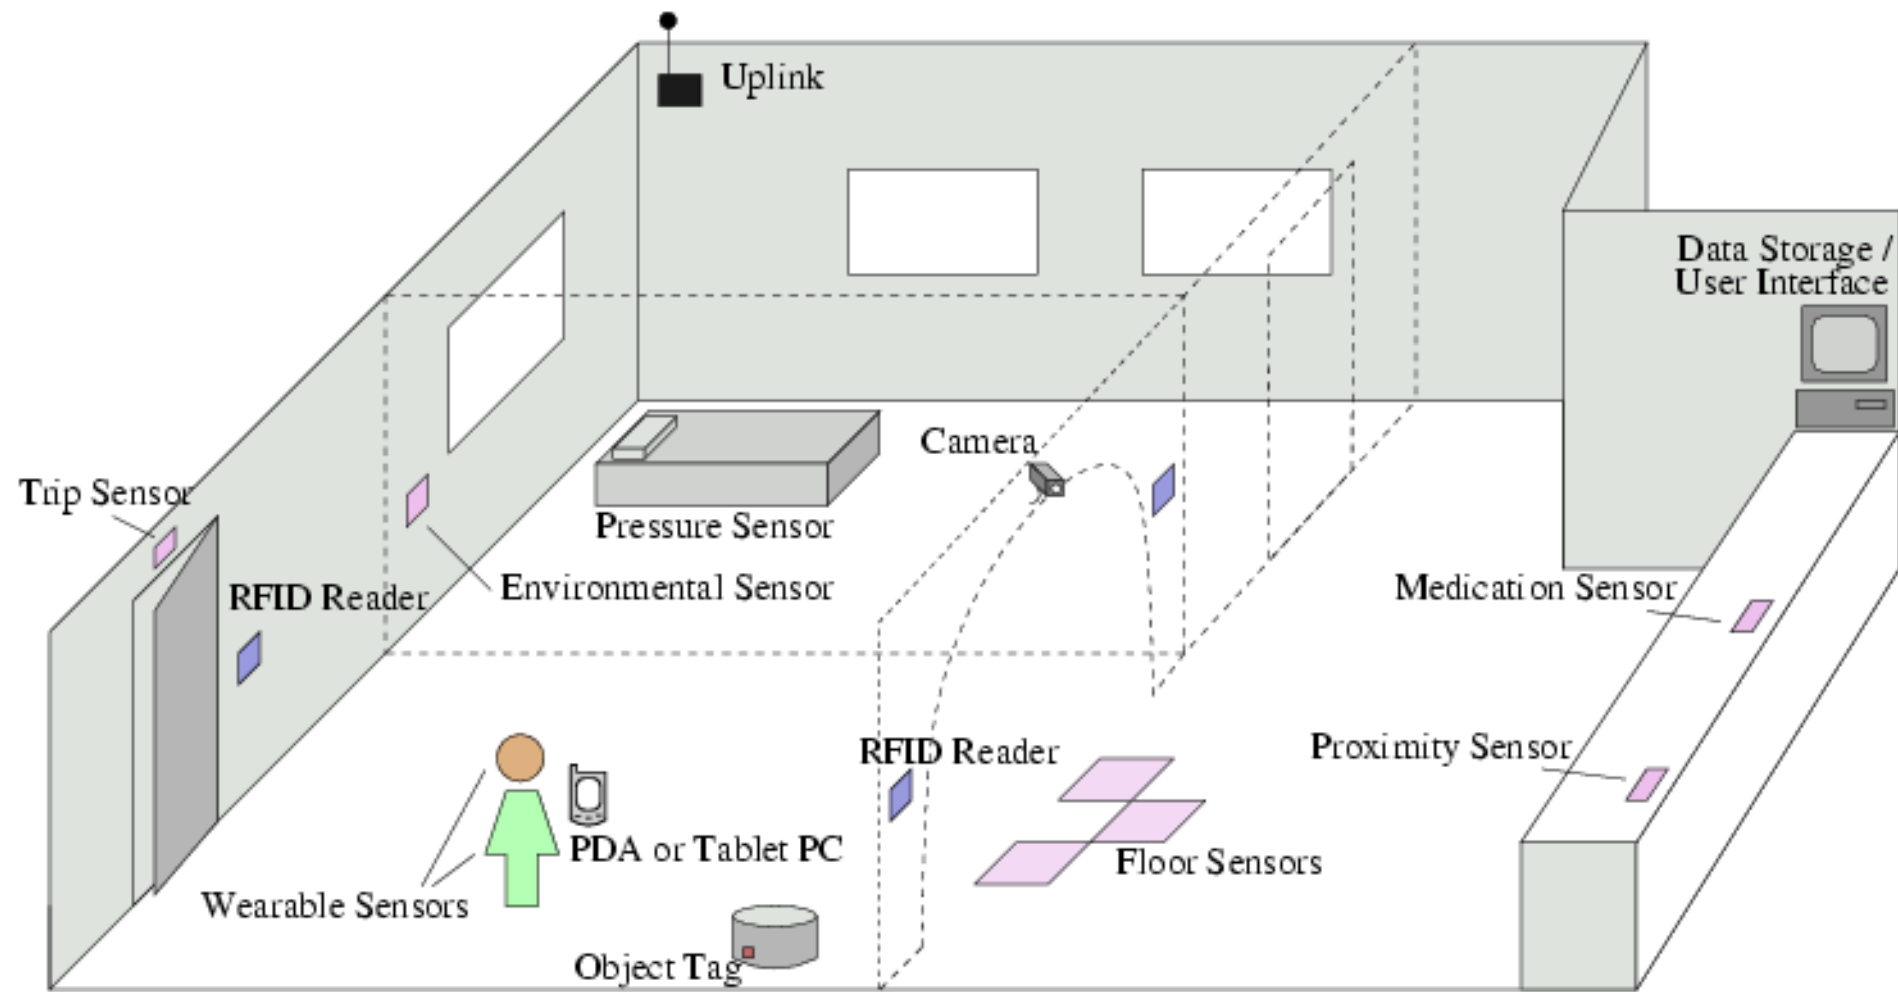 Uplink
Data Storage /
User Interface
Camera
Trip Sensor
Pressure Sensor
Environmental Sensor
RFID Reader
Medication Sensor
RFID Reader
Proximity Sensor
PDA or Tablet PC
Floor Sensors
Wearable Sensors
Object Tag